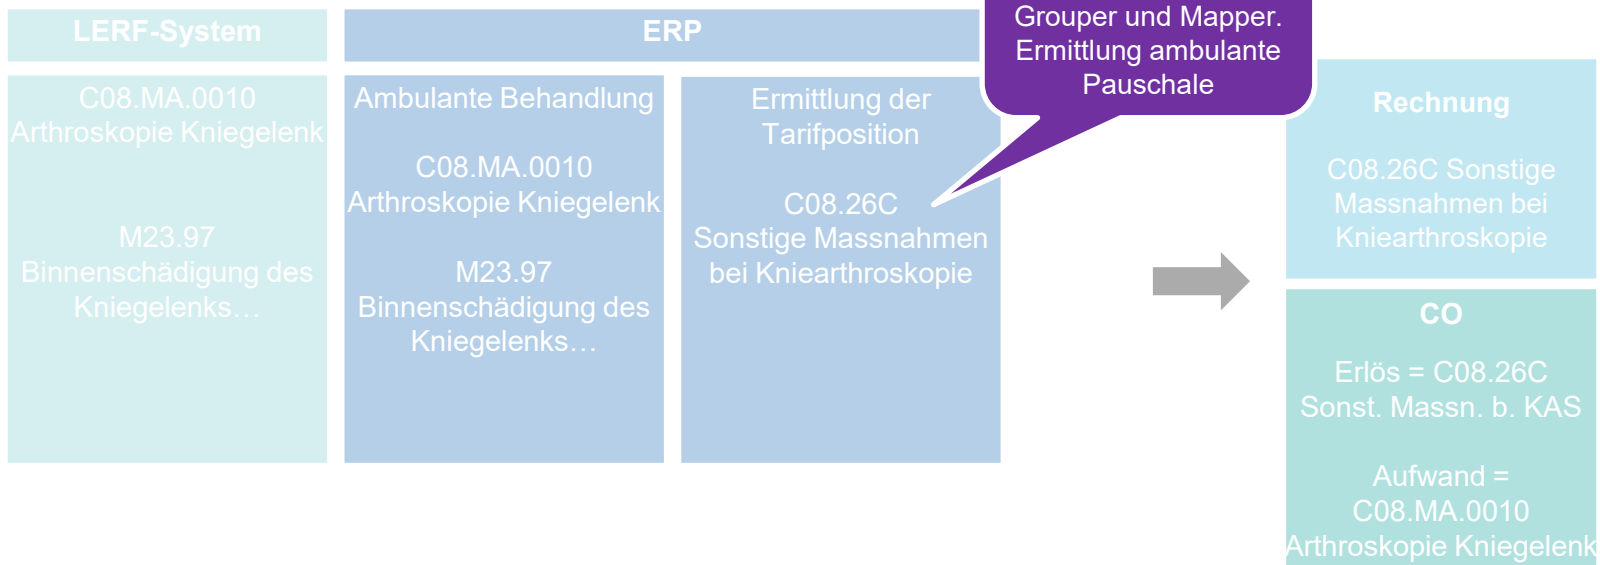 LERF-System
C08.MA.0010
Arthroskopie Kniegelenk
M23.97
Binnenschädigung des
Kniegelenks…
ERP
Ambulante Behandlung
C08.MA.0010
Arthroskopie Kniegelenk
M23.97
Binnenschädigung des
Kniegelenks…
Ermittlung der
Tarifposition
C08.26C
Sonstige Massnahmen
bei Kniearthroskopie
Grouper und Mapper.
Ermittlung ambulante
Pauschale
Rechnung
C08.26C Sonstige
Massnahmen bei
Kniearthroskopie
CO
Erlös = C08.26C
Sonst. Massn. b. KAS
Aufwand =
C08.MA.0010
Arthroskopie Kniegelenk